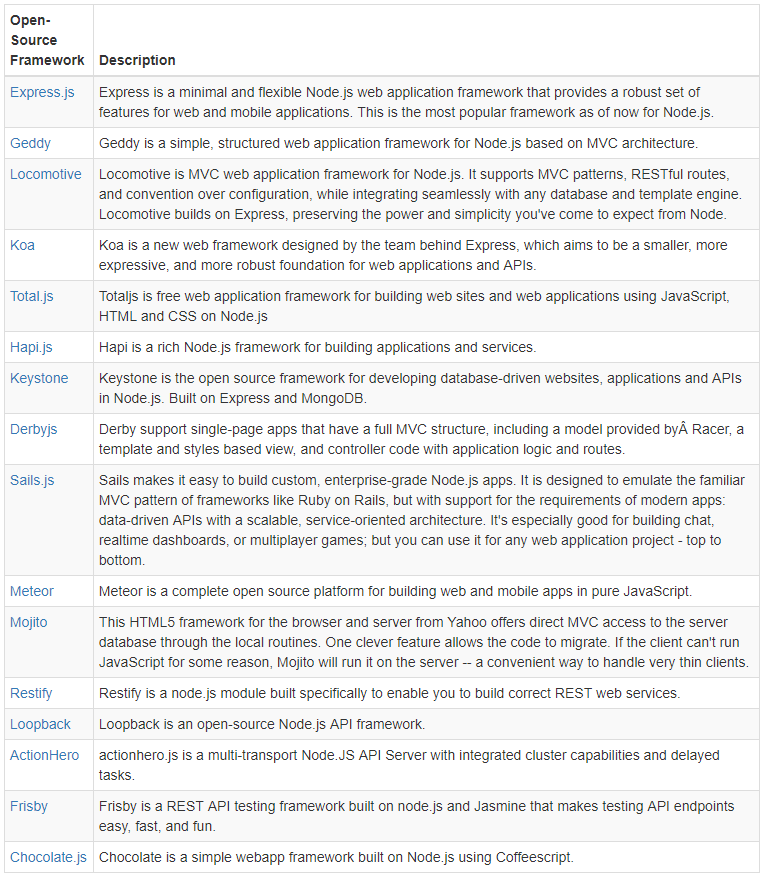 Open-
Source
Framework Description
Express.js Express is a minimal and flexible Node.js web application framework that provides a robust set of
features for web and mobile applications. This is the most popular framework as of now for Node.js.
Geddy Geddy is a simple, structured web application framework for Node.js based on MVC architecture.
Locomotive Locomotive is MVC web application framework for Node.js. It supports MVC patterns, RESTful routes,
and convention over configuration, while integrating seamlessly with any database and template engine.
Locomotive builds on Express, preserving the power and simplicity you've come to expect from Node.
Koa Koa is a new web framework designed by the team behind Express, which aims to be a smaller, more
expressive, and more robust foundation for web applications and APIs.
Total.js Totaljs is free web application framework for building web sites and web applications using JavaScript,
HTML and CSS on Node.js
Hapi.js Hapi is a rich Node.js framework for building applications and services.
Keystone Keystone is the open source framework for developing database-driven websites, applications and APIs
in Node.js. Built on Express and MongoDB.
Derbyjs Derby support single-page apps that have a full MVC structure, including a model provided byÂ Racer, a
template and styles based view, and controller code with application logic and routes.
Sails.js Sails makes it easy to build custom, enterprise-grade Node.js apps. It is designed to emulate the familiar
MVC pattern of frameworks like Ruby on Rails, but with support for the requirements of modern apps:
data-driven APIs with a scalable, service-oriented architecture. It's especially good for building chat,
realtime dashboards, or multiplayer games; but you can use it for any web application project - top to
bottom.
Meteor Meteor is a complete open source platform for building web and mobile apps in pure JavaScript.
Mojito This HTML5 framework for the browser and server from Yahoo offers direct MVC access to the server
database through the local routines. One clever feature allows the code to migrate. If the client can't run
JavaScript for some reason, Mojito will run it on the server -- a convenient way to handle very thin clients.
Restify Restify is a node.js module built specifically to enable you to build correct REST web services.
Loopback Loopback is an open-source Node.js API framework.
ActionHero actionhero.js is a multi-transport Node.JS API Server with integrated cluster capabilities and delayed
tasks.
Frisby Frisby is a REST API testing framework built on node.js and Jasmine that makes testing API endpoints
easy, fast, and fun.
Chocolate.js Chocolate is a simple webapp framework built on Node.js using Coffeescript.